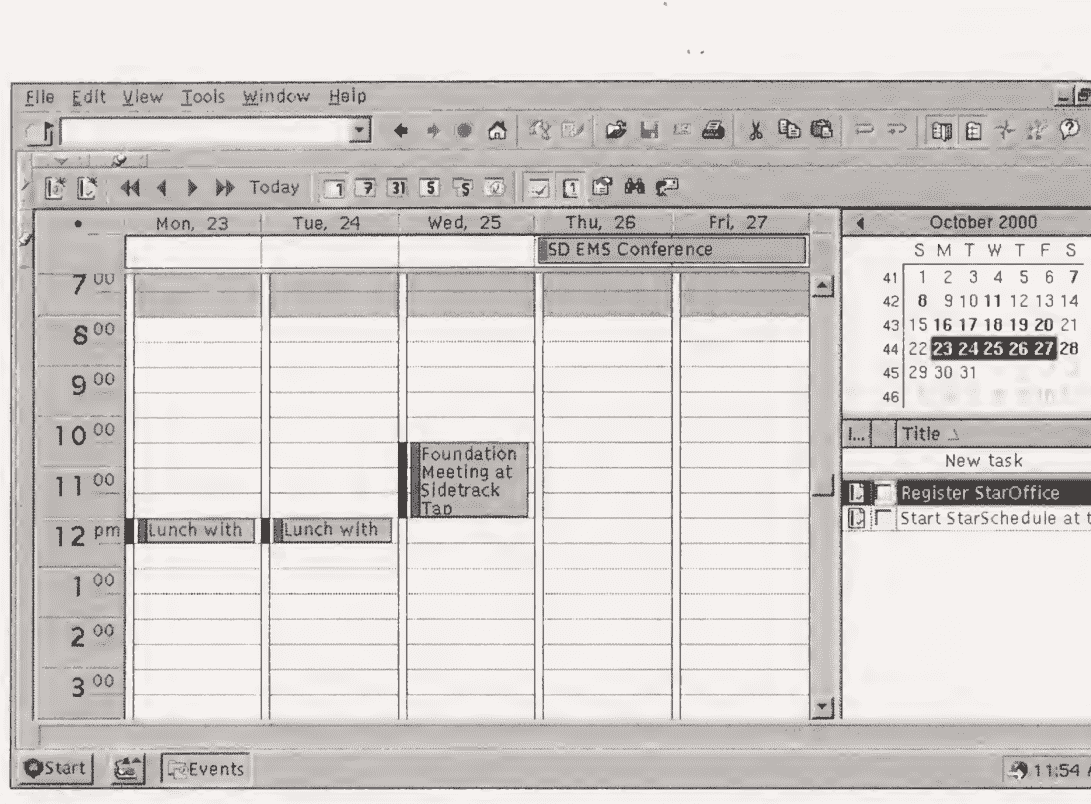 File Edit View Tools Window Help
Today 1 7 31 5 5
Mon, 23 Tue, 24 Wed, 25 Thu, 26 Fri, 27
SD EMS Conference
7 00
8 00
9 00
10 00
11 00
12 pm
1 00
2 00
3 00
Foundation
Meeting at
Sidetrack
Tap
Lunch with
Lunch with
October 2000
S M T W T F S
41 1 2 3 4 5 6 7
42 8 9 10 11 12 13 14
43 15 16 17 18 19 20 21
44 22 23 24 25 26 27 28
45 29 30 31
46
I... Title
New task
Register StarOffice
Start StarSchedule at t
Start Events 11:54 A